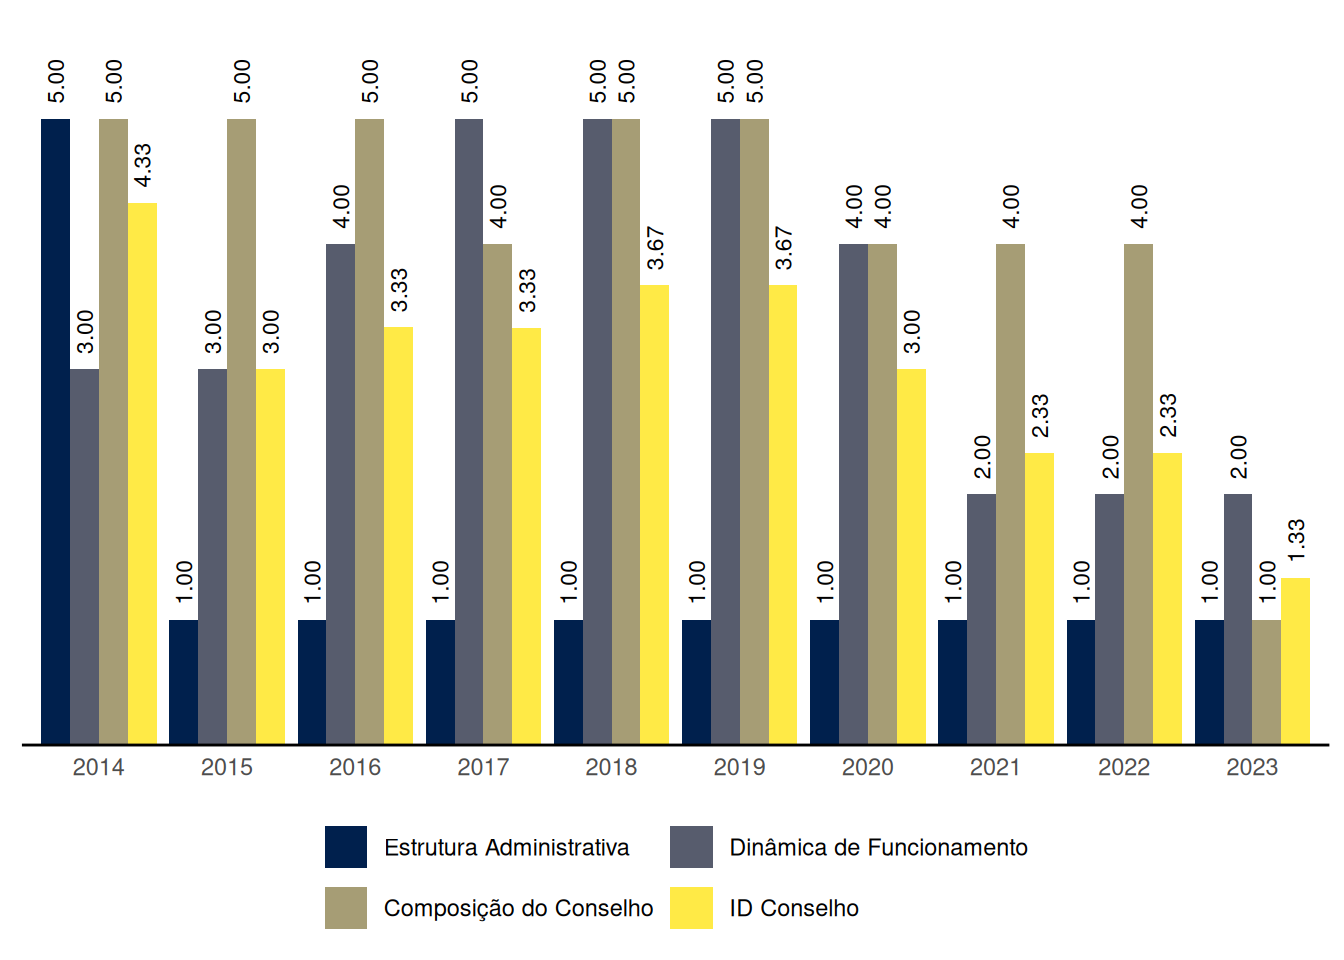 5.00 3.00 5.00 4.33
1.00 3.00 5.00 3.00
1.00 4.00 5.00 3.33
1.00 5.00 4.00 3.33
1.00 5.00 5.00 3.67
1.00 5.00 5.00 3.67
1.00 4.00 4.00 3.00
1.00 2.00 4.00 2.33
1.00 2.00 4.00 2.33
1.00 2.00 1.00 1.33
2014 2015 2016 2017 2018 2019 2020 2021 2022 2023
Estrutura Administrativa Dinâmica de Funcionamento
Composição do Conselho ID Conselho